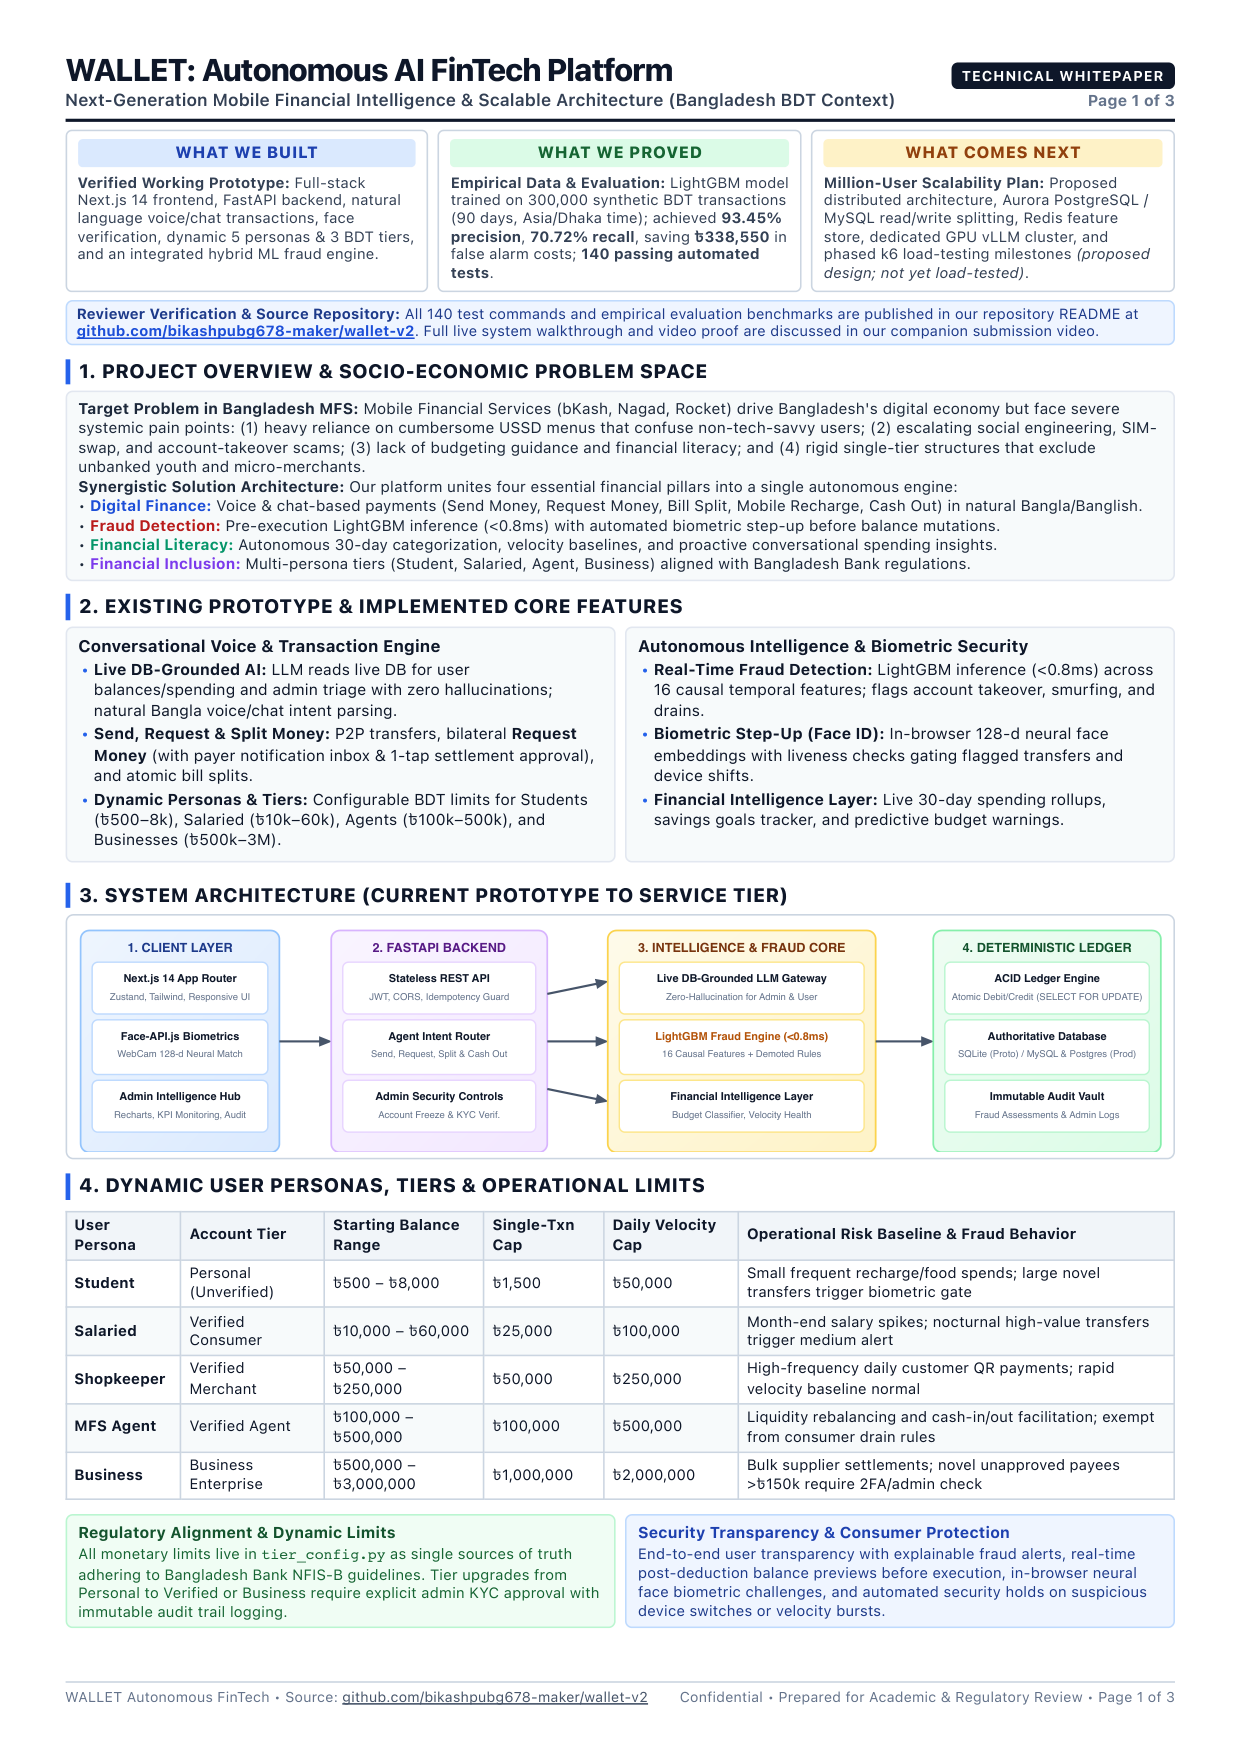 WALLET: Autonomous AI FinTech Platform
TECHNICAL WHITEPAPER
Next-Generation Mobile Financial Intelligence & Scalable Architecture (Bangladesh BDT Context)
Page 1 of 3
WHAT WE BUILT
Verified Working Prototype: Full-stack
Next.js 14 frontend, FastAPI backend, natural
language voice/chat transactions, face
verification, dynamic 5 personas & 3 BDT tiers,
and an integrated hybrid ML fraud engine.
WHAT WE PROVED
Empirical Data & Evaluation: LightGBM model
trained on 300,000 synthetic BDT transactions
(90 days, Asia/Dhaka time); achieved 93.45%
precision, 70.72% recall, saving ৳338,550 in
false alarm costs; 140 passing automated
tests.
WHAT COMES NEXT
Million-User Scalability Plan: Proposed
distributed architecture, Aurora PostgreSQL /
MySQL read/write splitting, Redis feature
store, dedicated GPU vLLM cluster, and
phased k6 load-testing milestones (proposed
design; not yet load-tested).
Reviewer Verification & Source Repository: All 140 test commands and empirical evaluation benchmarks are published in our repository README at
github.com/bikashpubg678-maker/wallet-v2. Full live system walkthrough and video proof are discussed in our companion submission video.
1. PROJECT OVERVIEW & SOCIO-ECONOMIC PROBLEM SPACE
Target Problem in Bangladesh MFS: Mobile Financial Services (bKash, Nagad, Rocket) drive Bangladesh's digital economy but face severe
systemic pain points: (1) heavy reliance on cumbersome USSD menus that confuse non-tech-savvy users; (2) escalating social engineering, SIM-
swap, and account-takeover scams; (3) lack of budgeting guidance and financial literacy; and (4) rigid single-tier structures that exclude
unbanked youth and micro-merchants.
Synergistic Solution Architecture: Our platform unites four essential financial pillars into a single autonomous engine:
• Digital Finance: Voice & chat-based payments (Send Money, Request Money, Bill Split, Mobile Recharge, Cash Out) in natural Bangla/Banglish.
• Fraud Detection: Pre-execution LightGBM inference (<0.8ms) with automated biometric step-up before balance mutations.
• Financial Literacy: Autonomous 30-day categorization, velocity baselines, and proactive conversational spending insights.
• Financial Inclusion: Multi-persona tiers (Student, Salaried, Agent, Business) aligned with Bangladesh Bank regulations.
2. EXISTING PROTOTYPE & IMPLEMENTED CORE FEATURES
Conversational Voice & Transaction Engine
• Live DB-Grounded AI: LLM reads live DB for user
balances/spending and admin triage with zero hallucinations;
natural Bangla voice/chat intent parsing.
• Send, Request & Split Money: P2P transfers, bilateral Request
Money (with payer notification inbox & 1-tap settlement approval),
and atomic bill splits.
• Dynamic Personas & Tiers: Configurable BDT limits for Students
(৳500–8k), Salaried (৳10k–60k), Agents (৳100k–500k), and
Businesses (৳500k–3M).
Autonomous Intelligence & Biometric Security
• Real-Time Fraud Detection: LightGBM inference (<0.8ms) across
16 causal temporal features; flags account takeover, smurfing, and
drains.
• Biometric Step-Up (Face ID): In-browser 128-d neural face
embeddings with liveness checks gating flagged transfers and
device shifts.
• Financial Intelligence Layer: Live 30-day spending rollups,
savings goals tracker, and predictive budget warnings.
3. SYSTEM ARCHITECTURE (CURRENT PROTOTYPE TO SERVICE TIER)
1. CLIENT LAYER
Next.js 14 App Router
Zustand, Tailwind, Responsive UI
Face-API.js Biometrics
WebCam 128-d Neural Match
Admin Intelligence Hub
Recharts, KPI Monitoring, Audit
2. FASTAPI BACKEND
Stateless REST API
JWT, CORS, Idempotency Guard
Agent Intent Router
Send, Request, Split & Cash Out
Admin Security Controls
Account Freeze & KYC Verif.
3. INTELLIGENCE & FRAUD CORE
Live DB-Grounded LLM Gateway
Zero-Hallucination for Admin & User
LightGBM Fraud Engine (<0.8ms)
16 Causal Features + Demoted Rules
Financial Intelligence Layer
Budget Classifier, Velocity Health
4. DETERMINISTIC LEDGER
ACID Ledger Engine
Atomic Debit/Credit (SELECT FOR UPDATE)
Authoritative Database
SQLite (Proto) / MySQL & Postgres (Prod)
Immutable Audit Vault
Fraud Assessments & Admin Logs
4. DYNAMIC USER PERSONAS, TIERS & OPERATIONAL LIMITS
User Persona | Account Tier | Starting Balance Range | Single-Txn Cap | Daily Velocity Cap | Operational Risk Baseline & Fraud Behavior
Student | Personal (Unverified) | ৳500 – ৳8,000 | ৳1,500 | ৳50,000 | Small frequent recharge/food spends; large novel transfers trigger biometric gate
Salaried | Verified Consumer | ৳10,000 – ৳60,000 | ৳25,000 | ৳100,000 | Month-end salary spikes; nocturnal high-value transfers trigger medium alert
Shopkeeper | Verified Merchant | ৳50,000 – ৳250,000 | ৳50,000 | ৳250,000 | High-frequency daily customer QR payments; rapid velocity baseline normal
MFS Agent | Verified Agent | ৳100,000 – ৳500,000 | ৳100,000 | ৳500,000 | Liquidity rebalancing and cash-in/out facilitation; exempt from consumer drain rules
Business | Business Enterprise | ৳500,000 – ৳3,000,000 | ৳1,000,000 | ৳2,000,000 | Bulk supplier settlements; novel unapproved payees >৳150k require 2FA/admin check
Regulatory Alignment & Dynamic Limits
All monetary limits live in tier_config.py as single sources of truth
adhering to Bangladesh Bank NFIS-B guidelines. Tier upgrades from
Personal to Verified or Business require explicit admin KYC approval with
immutable audit trail logging.
Security Transparency & Consumer Protection
End-to-end user transparency with explainable fraud alerts, real-time
post-deduction balance previews before execution, in-browser neural
face biometric challenges, and automated security holds on suspicious
device switches or velocity bursts.
WALLET Autonomous FinTech • Source: github.com/bikashpubg678-maker/wallet-v2
Confidential • Prepared for Academic & Regulatory Review • Page 1 of 3